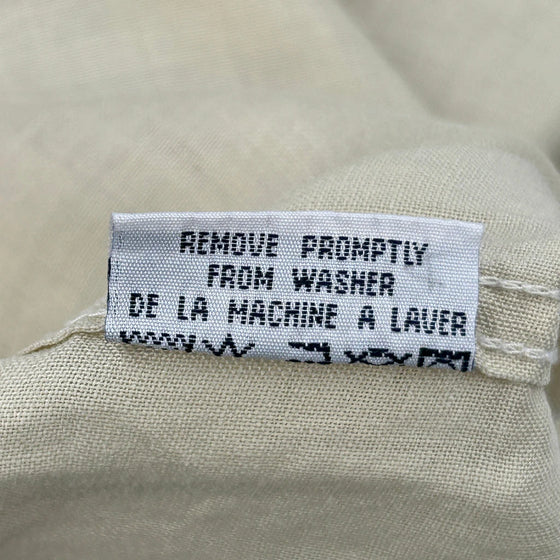 REMOVE PROMPTLY
FROM WASHER
DE LA MACHINE A LAVER